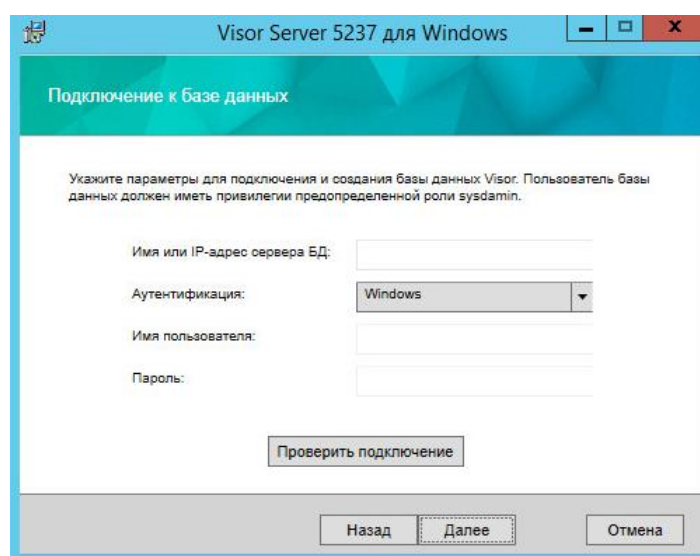 Visor Server 5237 для Windows
Подключение к базе данных
Укажите параметры для подключения и создания базы данных Visor. Пользователь базы
данных должен иметь привилегии предопределенной роли sysdamin.
Имя или IP-адрес сервера БД:
Аутентификация: Windows
Имя пользователя:
Пароль:
Проверить подключение
Назад Далее Отмена